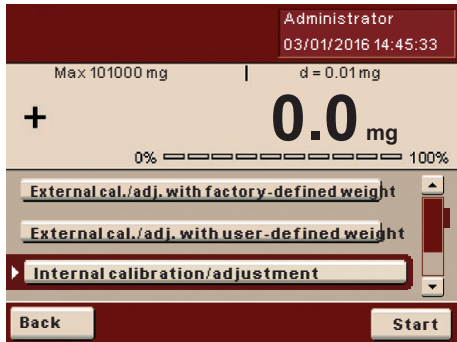 Administrator
03/01/2016 14:45:33
Max 101000 mg d = 0.01 mg
+ 0.0 mg
0% 100%
External cal./adj. with factory-defined weight
External cal./adj. with user-defined weight
Internal calibration/adjustment
Back Start